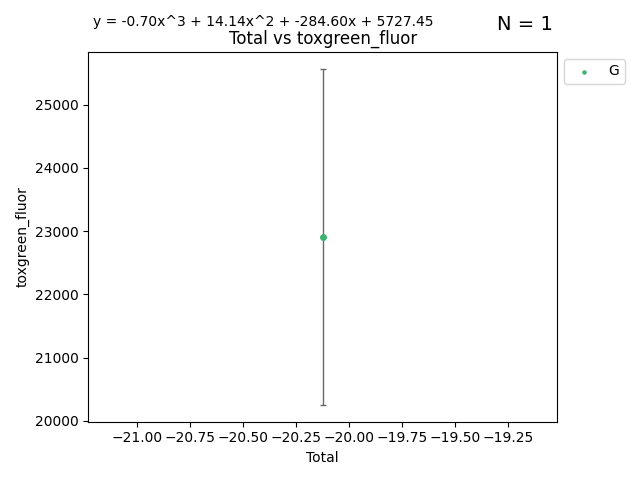 y = -0.70x^3 + 14.14x^2 + -284.60x + 5727.45
N = 1
Total vs toxgreen_fluor
G
toxgreen_fluor
25000
24000
23000
22000
21000
20000
−21.00 −20.75 −20.50 −20.25 −20.00 −19.75 −19.50 −19.25
Total